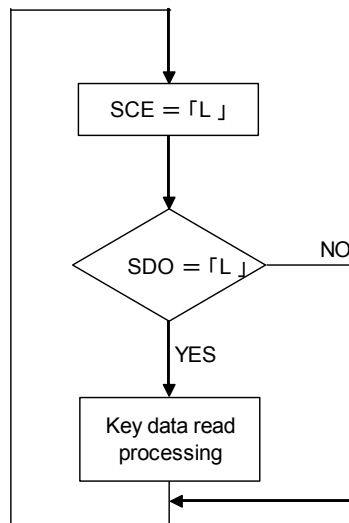 SCE =「L」
SDO =「L」
NO
YES
Key data read
processing